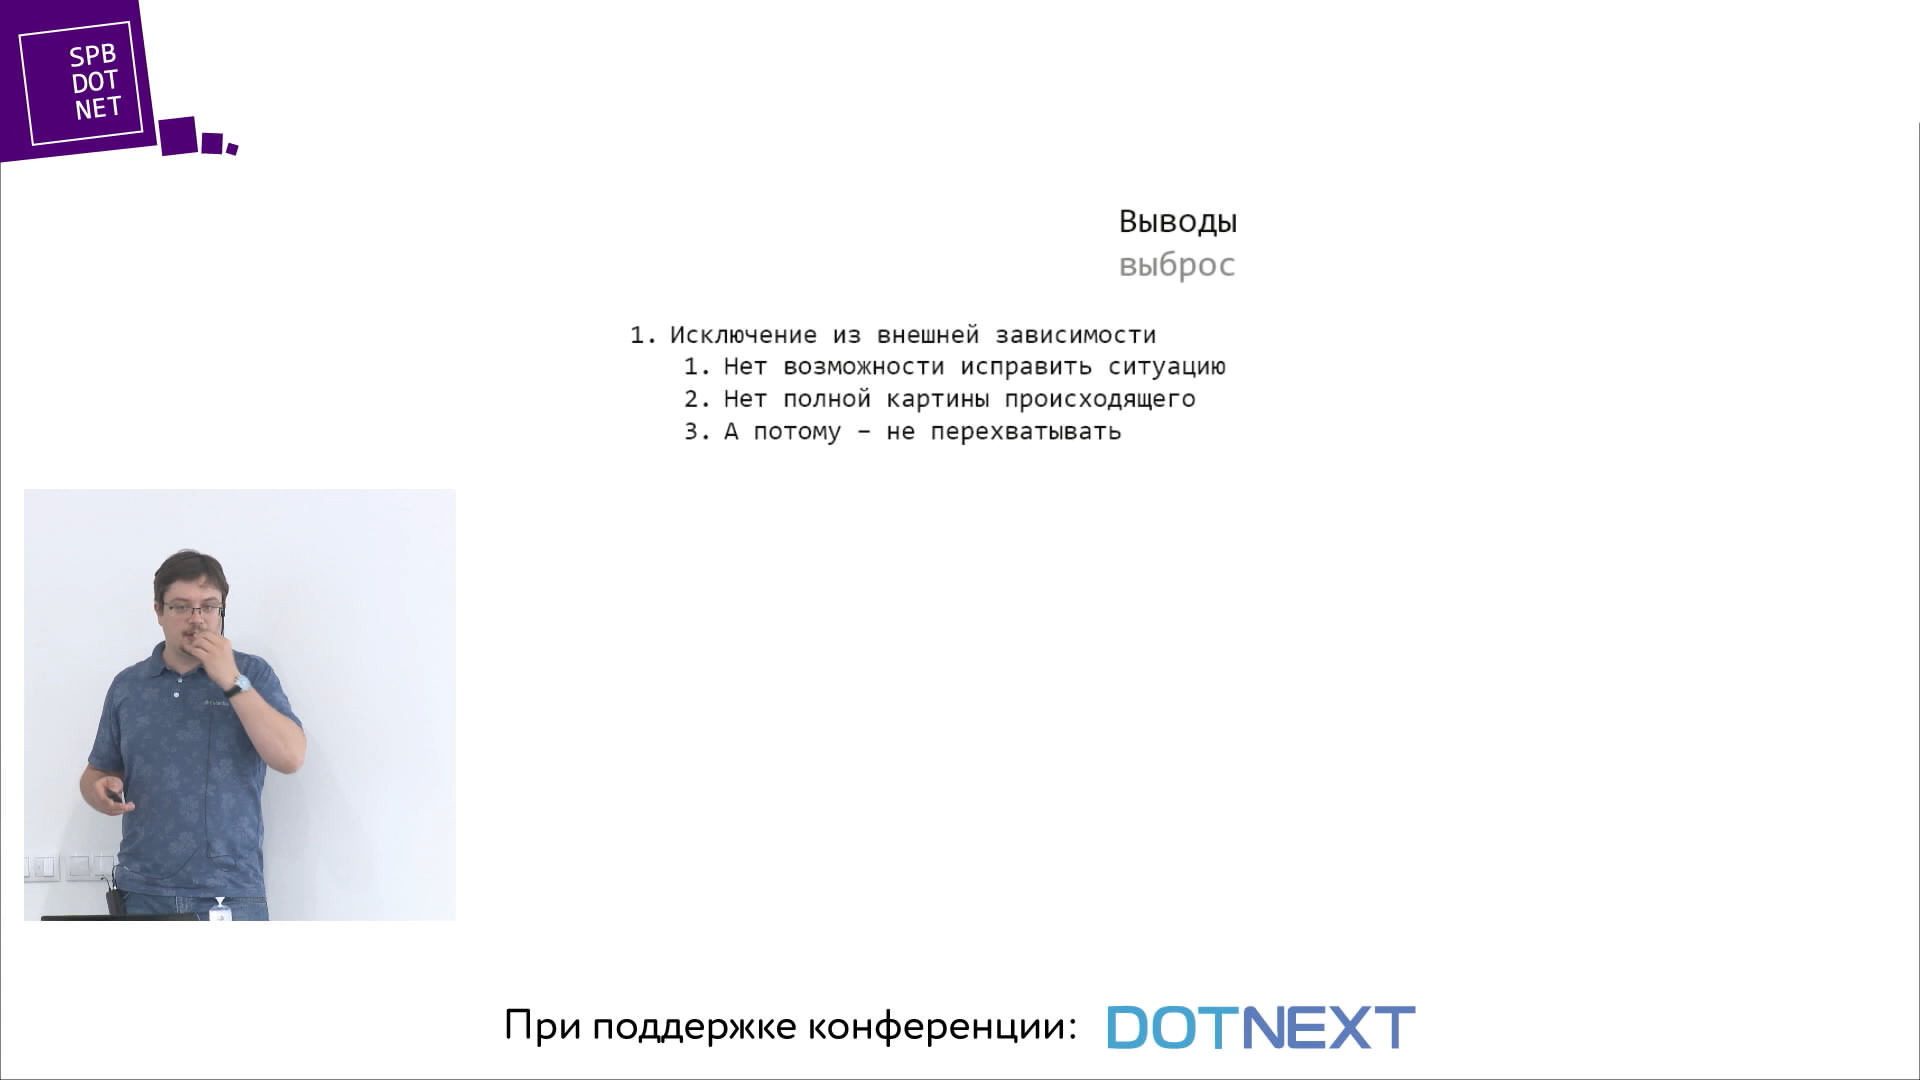 SPB
DOT
NET
Выводы
выброс
1. Исключение из внешней зависимости
1. Нет возможности исправить ситуацию
2. Нет полной картины происходящего
3. А потому – не перехватывать
При поддержке конференции: DOTNEXT